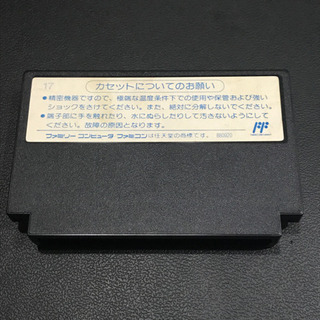 17
カセットについてのお願い
●精密機器ですので、極端な温度条件下での使用や保管および強い
ショックをさけてください。また、絶対に分解しないでください。
●端子部に手を触れたり、水にぬらしたりして汚さないようにして
ください。故障の原因となります。
ファミリーコンピュータ・ファミコンは任天堂の商標です。